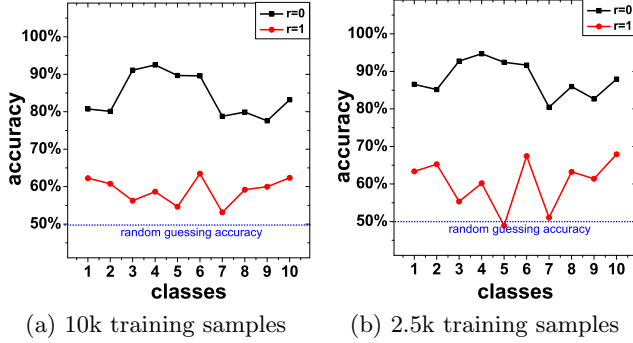 r=0
r=1
100%
90%
80%
70%
60%
50%
accuracy
random guessing accuracy
1 2 3 4 5 6 7 8 9 10
classes
(a) 10k training samples
r=0
r=1
100%
90%
80%
70%
60%
50%
accuracy
random guessing accuracy
1 2 3 4 5 6 7 8 9 10
classes
(b) 2.5k training samples